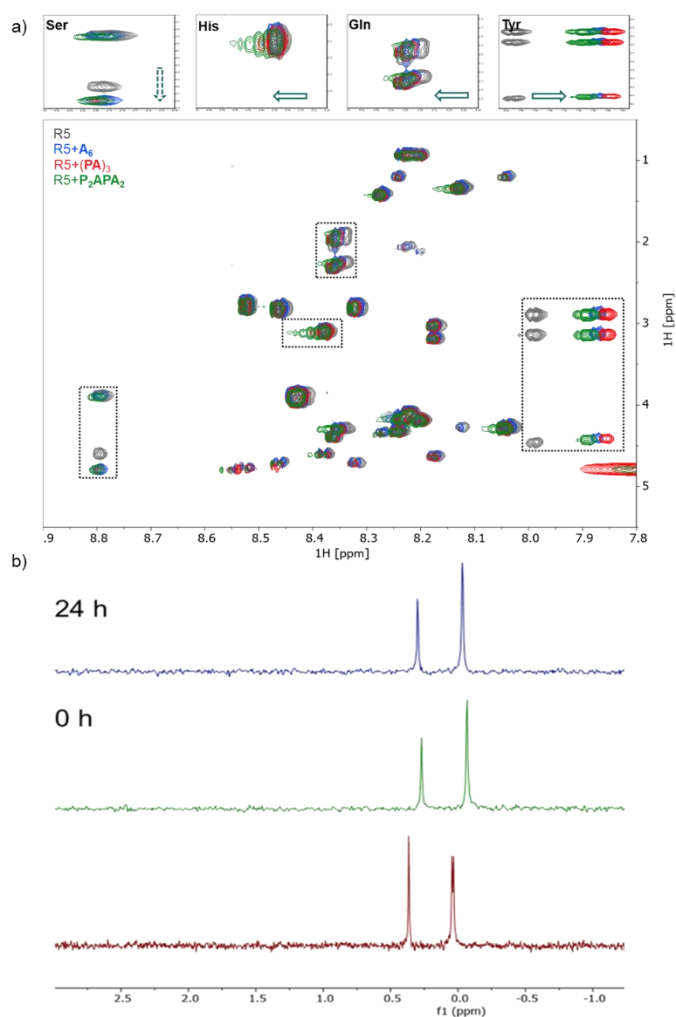 a)
Ser
His
Gln
Tyr
R5
R5+A₆
R5+(PA)₃
R5+P₂APA₂
1
2
3
4
5
1H [ppm]
.9 8.8 8.7 8.6 8.5 8.4 8.3 8.2 8.1 8.0 7.9 7.8
1H [ppm]
b)
24 h
0 h
2.5 2.0 1.5 1.0 0.5 0.0 -0.5 -1.0
f1 (ppm)